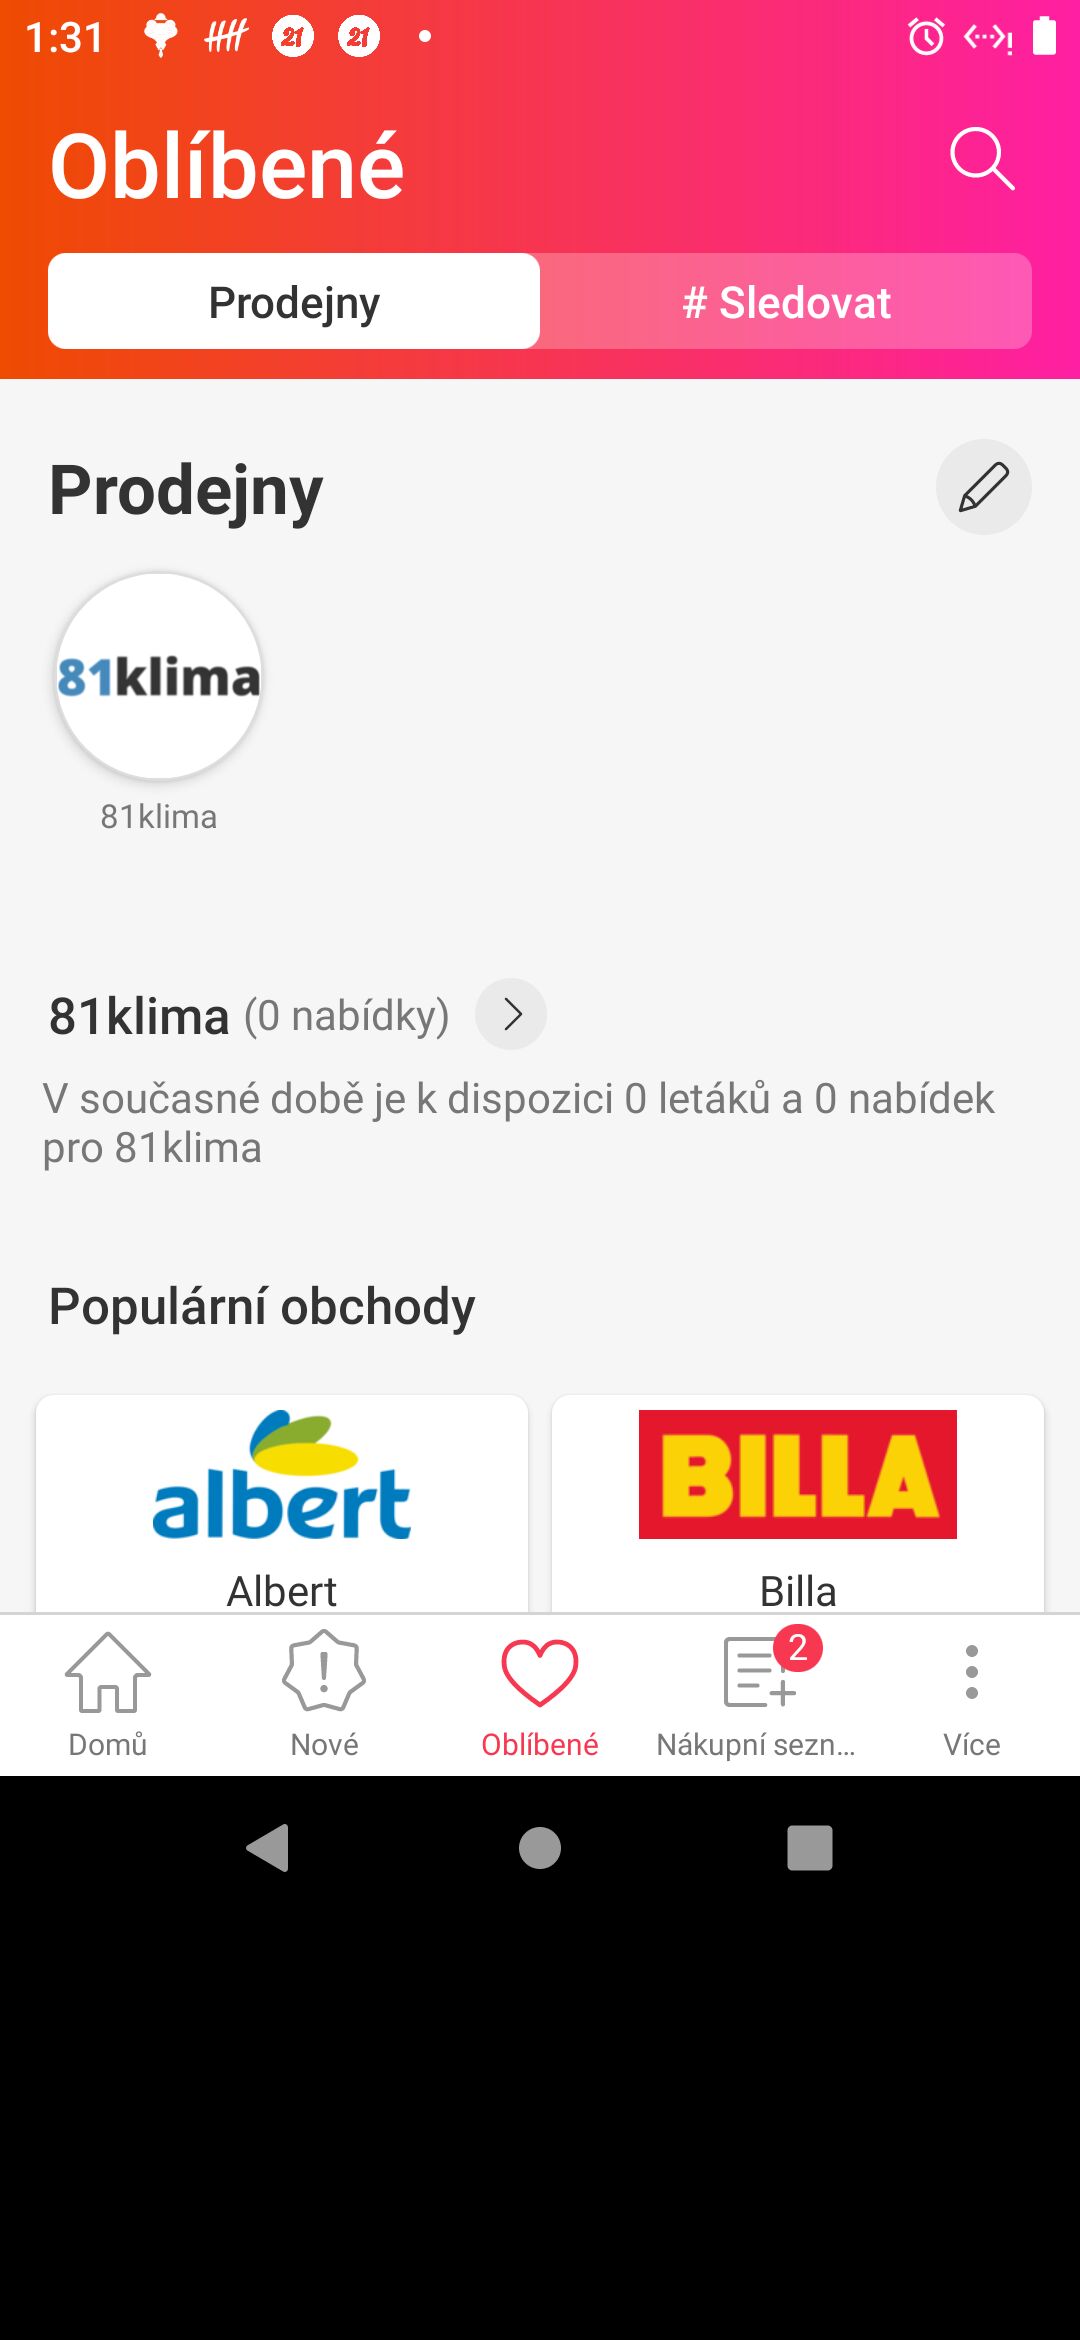 1:31
21 21
Oblíbené
Prodejny
# Sledovat
Prodejny
81klima
81klima
81klima (0 nabídky)
V současné době je k dispozici 0 letáků a 0 nabídek
pro 81klima
Populární obchody
albert
BILLA
Albert
Billa
2
Domů
Nové
Oblíbené
Nákupní sezn...
Více